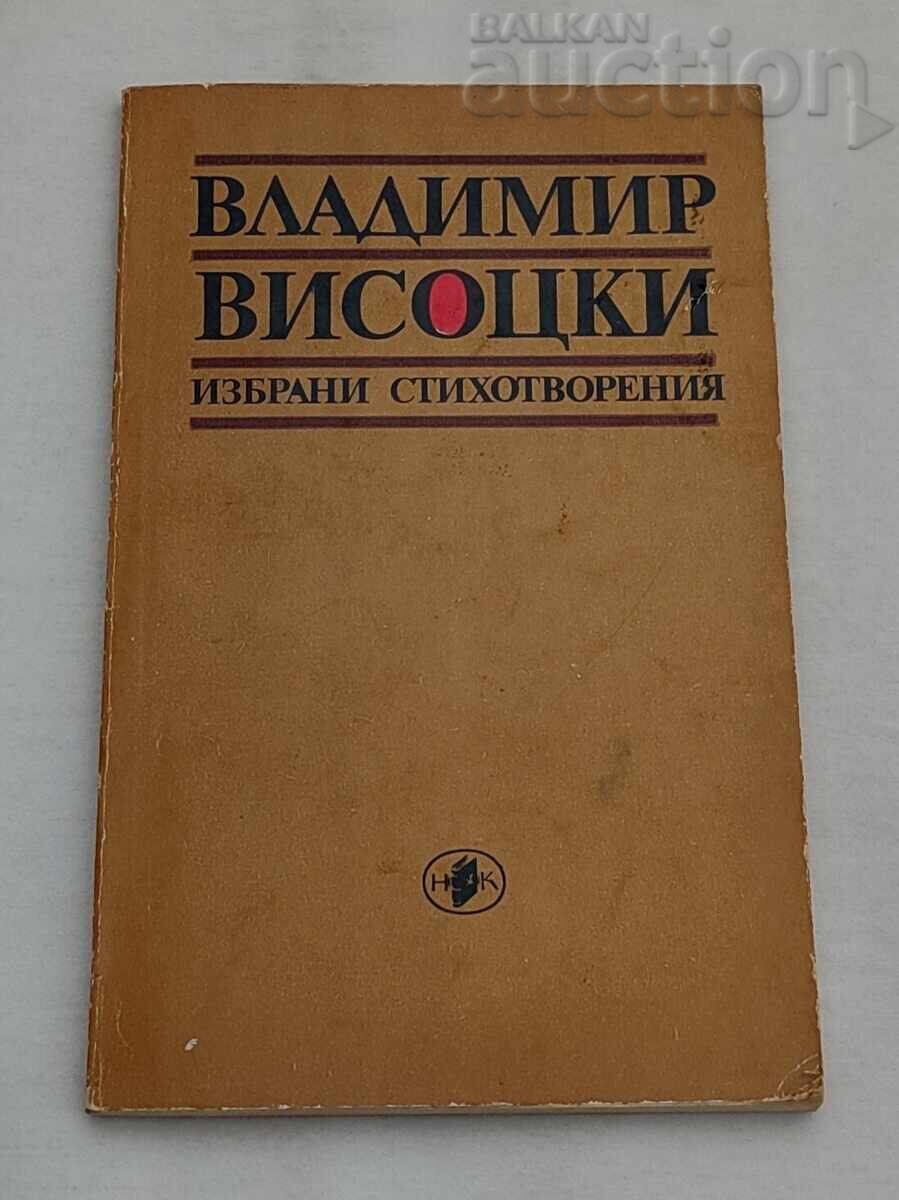 BALKAN
auction
ВЛАДИМИР
ВИСОЦКИ
ИЗБРАНИ СТИХОТВОРЕНИЯ
НК